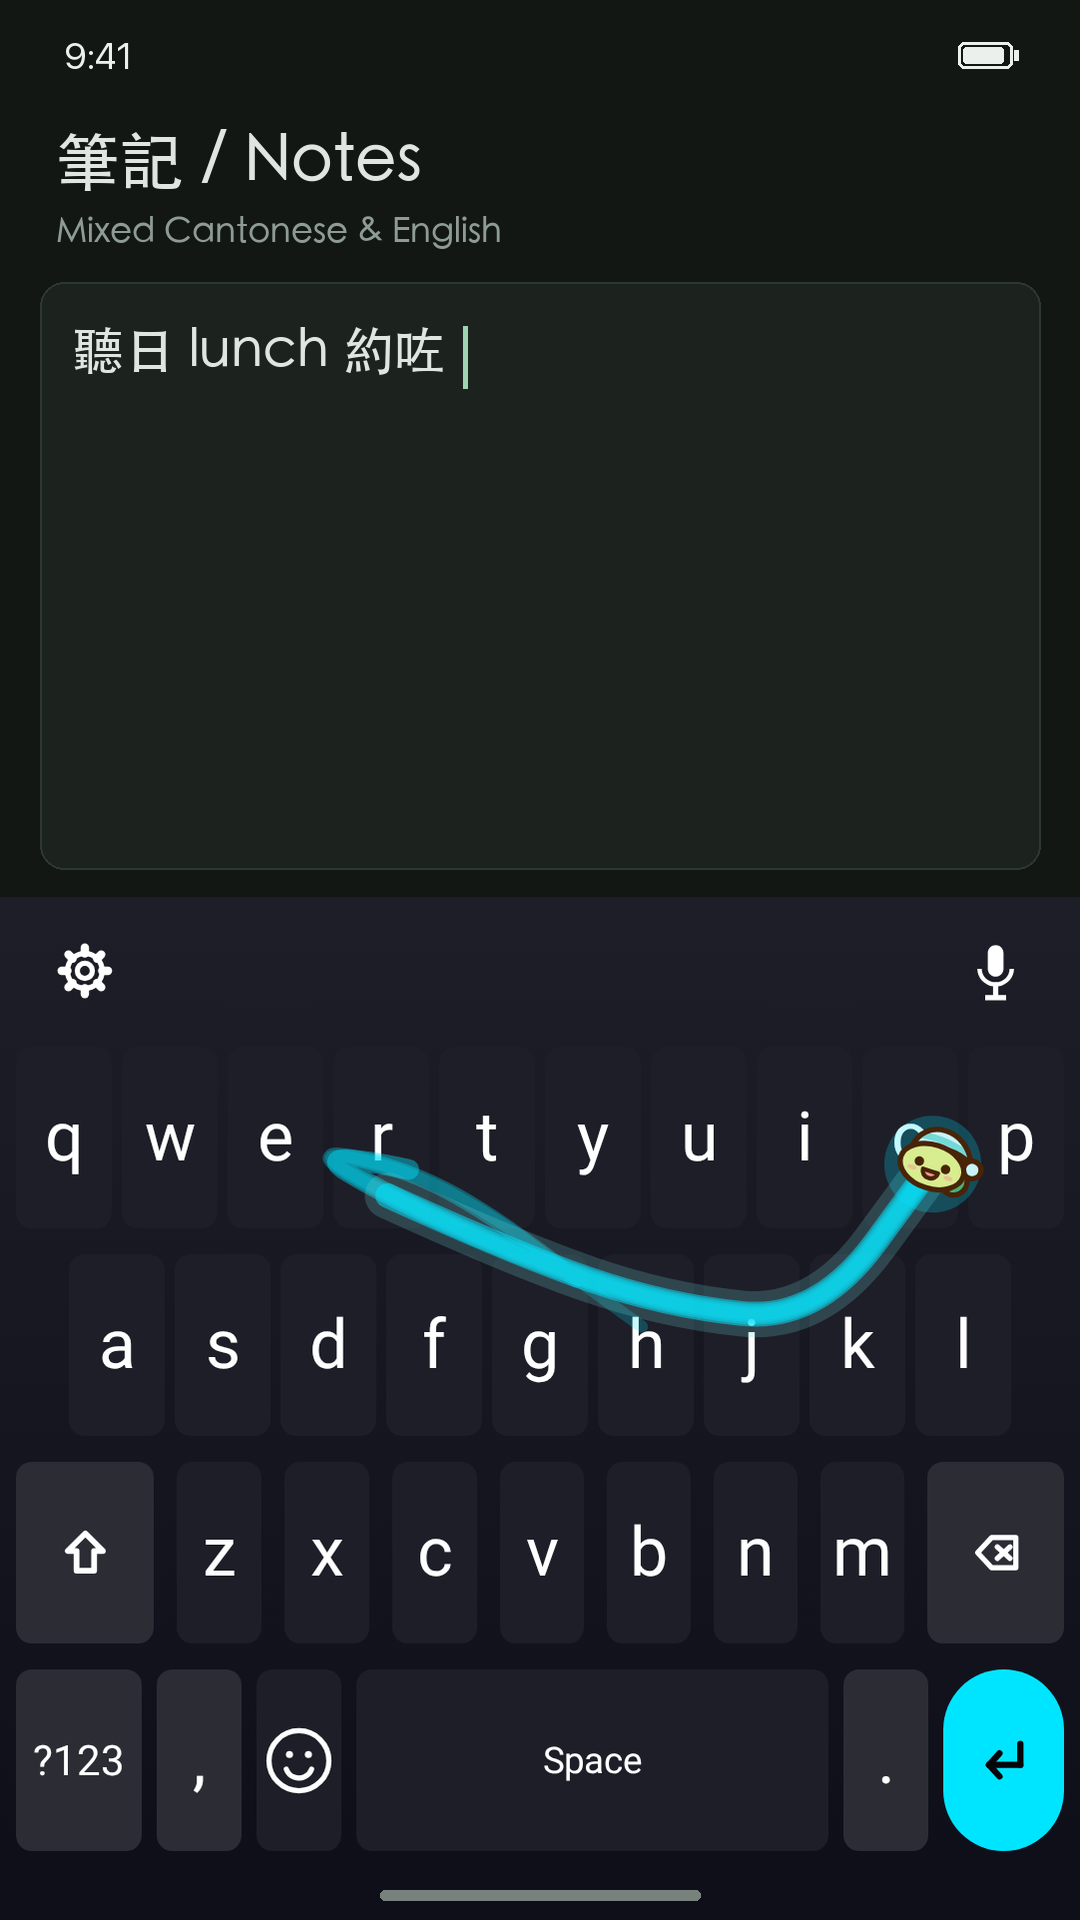 9:41
筆記 / Notes
Mixed Cantonese & English
聽日 lunch 約咗
q w e r t y u i o p
a s d f g h j k l
z x c v b n m
?123 , Space .